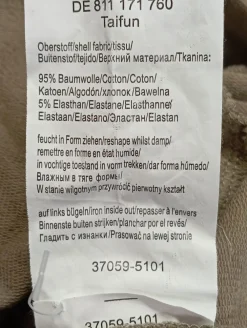 DE 811 171 760
Taifun
Oberstoff/shell fabric/tissu/
Buitenstof/tejido/Верхний материал/Tkanina:
95% Baumwolle/Cotton/Coton/
Katoen/Algodón/хлопок/Bawełna
5% Elasthan/Elastane/Elasthanne/
Elastaan/Elastano/Эластан/Elastan
feucht in Form ziehen/reshape whilst damp/
remettre en forme en état humide/
in vochtige toestand in vorm trekken/dar forma húmedo/
Влажным в тяге формы/
W stanie wilgotnym przywrócić pierwotny kształt
auf links bügeln/iron inside out/repasser à l'envers
Binnenste buiten strijken/planchar por el revés/
Гладить с изнанки/Prasować na lewej stronie
37059-5101
37059-5101